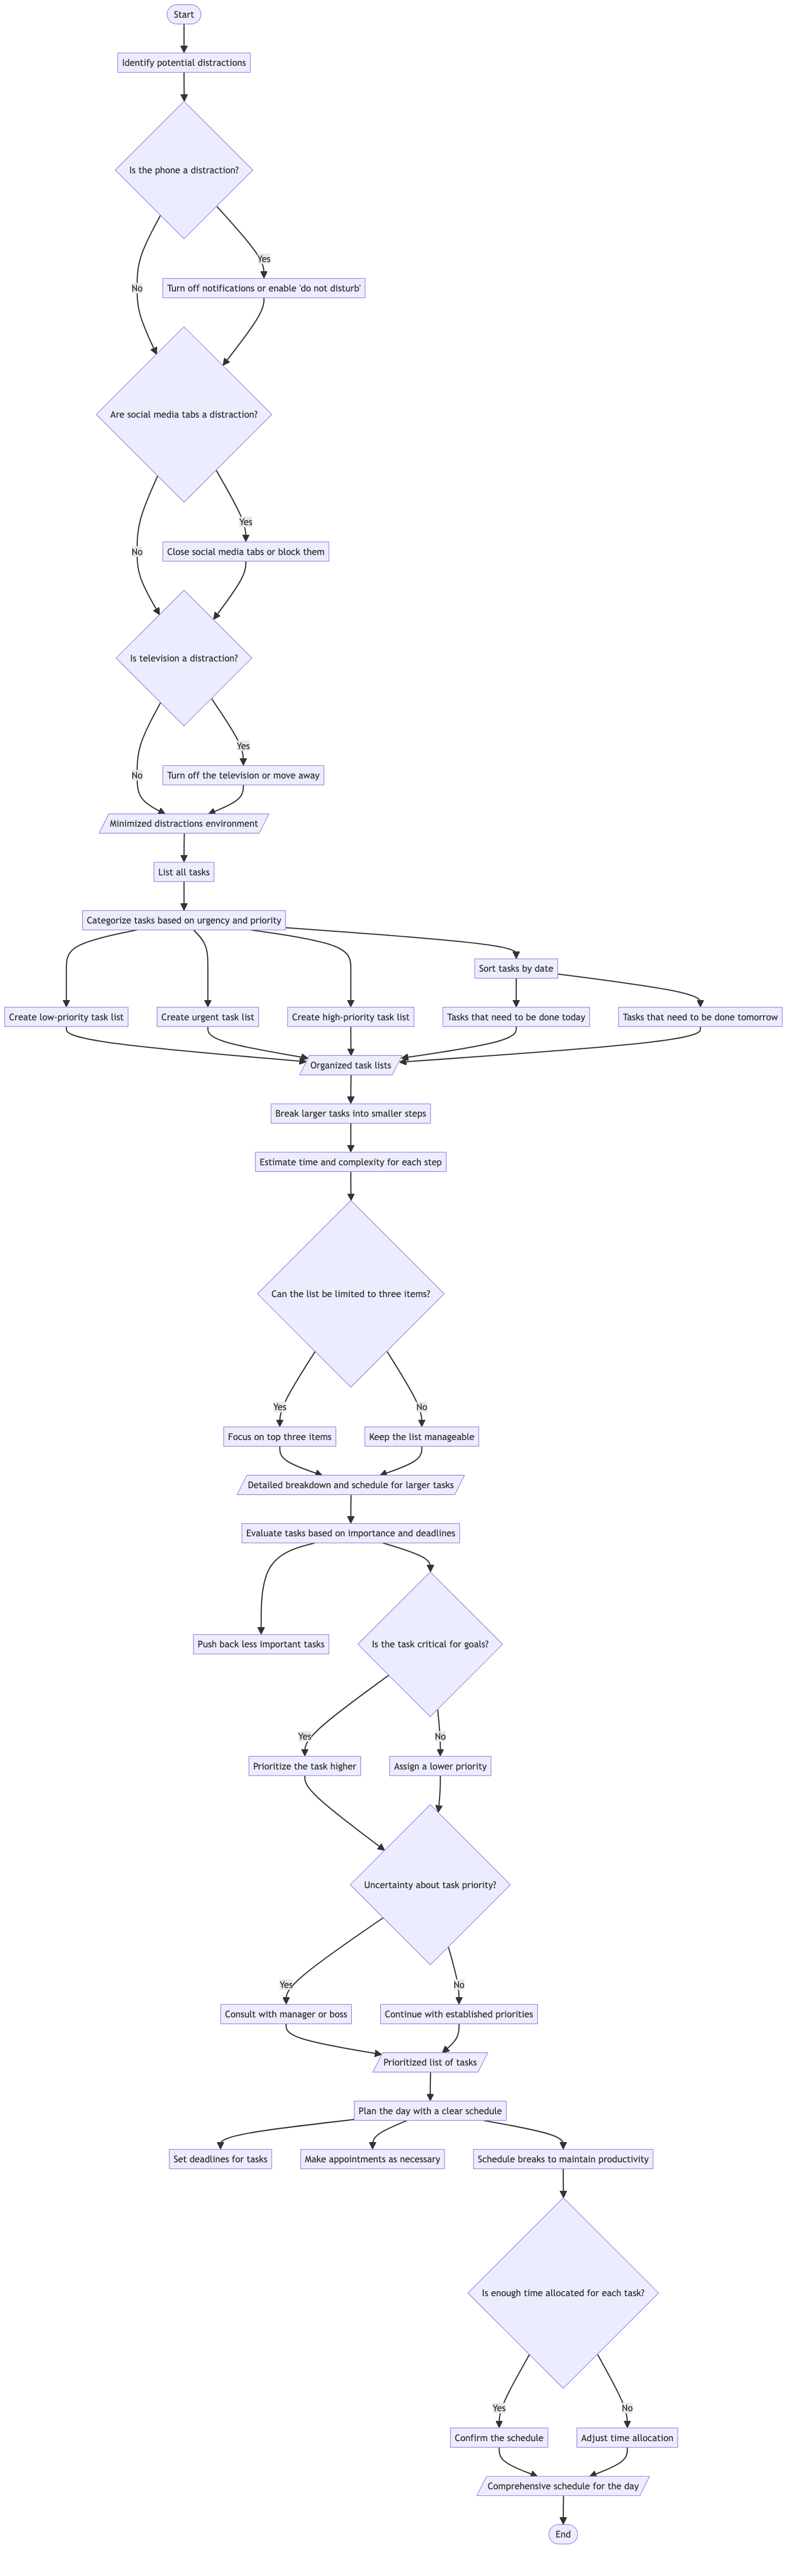 Start
Identify potential distractions
Is the phone a distraction?
Yes
No
Turn off notifications or enable 'do not disturb'
Are social media tabs a distraction?
Yes
No
Close social media tabs or block them
Is television a distraction?
Yes
No
Turn off the television or move away
Minimized distractions environment
List all tasks
Categorize tasks based on urgency and priority
Sort tasks by date
Create low-priority task list
Create urgent task list
Create high-priority task list
Tasks that need to be done today
Tasks that need to be done tomorrow
Organized task lists
Break larger tasks into smaller steps
Estimate time and complexity for each step
Can the list be limited to three items?
Yes
No
Focus on top three items
Keep the list manageable
Detailed breakdown and schedule for larger tasks
Evaluate tasks based on importance and deadlines
Push back less important tasks
Is the task critical for goals?
Yes
No
Prioritize the task higher
Assign a lower priority
Uncertainty about task priority?
Yes
No
Consult with manager or boss
Continue with established priorities
Prioritized list of tasks
Plan the day with a clear schedule
Set deadlines for tasks
Make appointments as necessary
Schedule breaks to maintain productivity
Is enough time allocated for each task?
Yes
No
Confirm the schedule
Adjust time allocation
Comprehensive schedule for the day
End